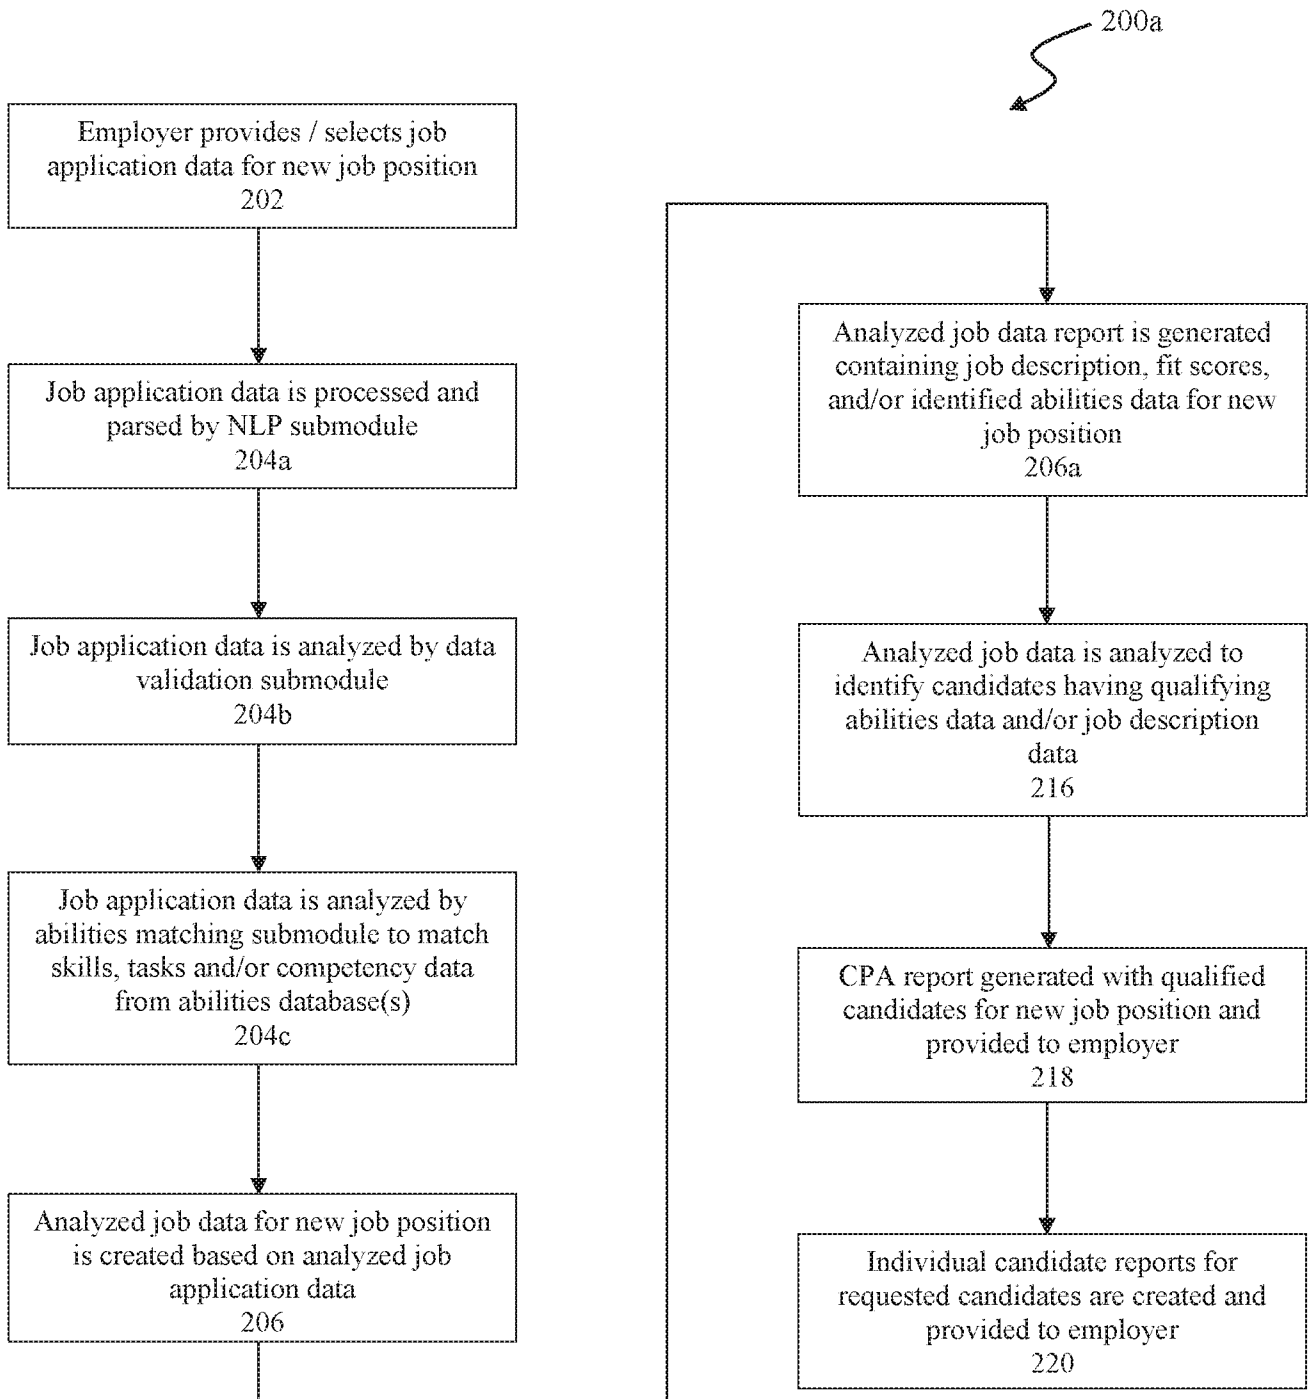 200a
Employer provides / selects job
application data for new job position
202
Job application data is processed and
parsed by NLP submodule
204a
Job application data is analyzed by data
validation submodule
204b
Job application data is analyzed by
abilities matching submodule to match
skills, tasks and/or competency data
from abilities database(s)
204c
Analyzed job data for new job position
is created based on analyzed job
application data
206
Analyzed job data report is generated
containing job description, fit scores,
and/or identified abilities data for new
job position
206a
Analyzed job data is analyzed to
identify candidates having qualifying
abilities data and/or job description
data
216
CPA report generated with qualified
candidates for new job position and
provided to employer
218
Individual candidate reports for
requested candidates are created and
provided to employer
220